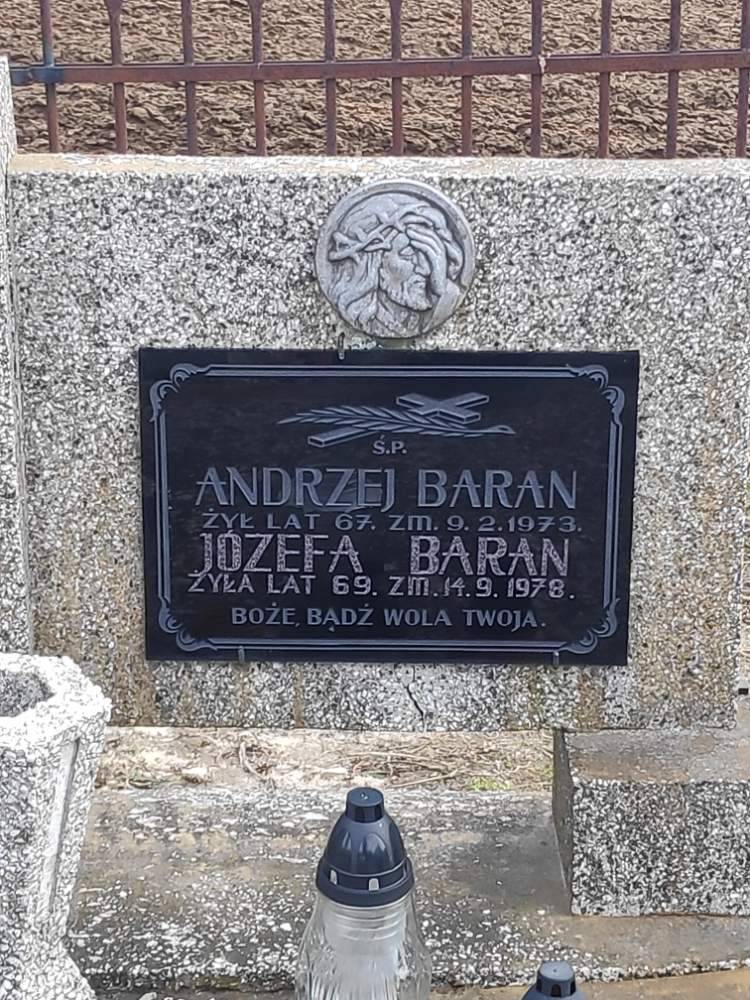 Ś.P.
ANDRZEJ BARAN
ŻYŁ LAT 67. ZM. 9.2.1973.
JÓZEFA BARAN
ŻYŁA LAT 69. ZM. 14.9.1978.
BOŻE, BĄDŹ WOLA TWOJA.